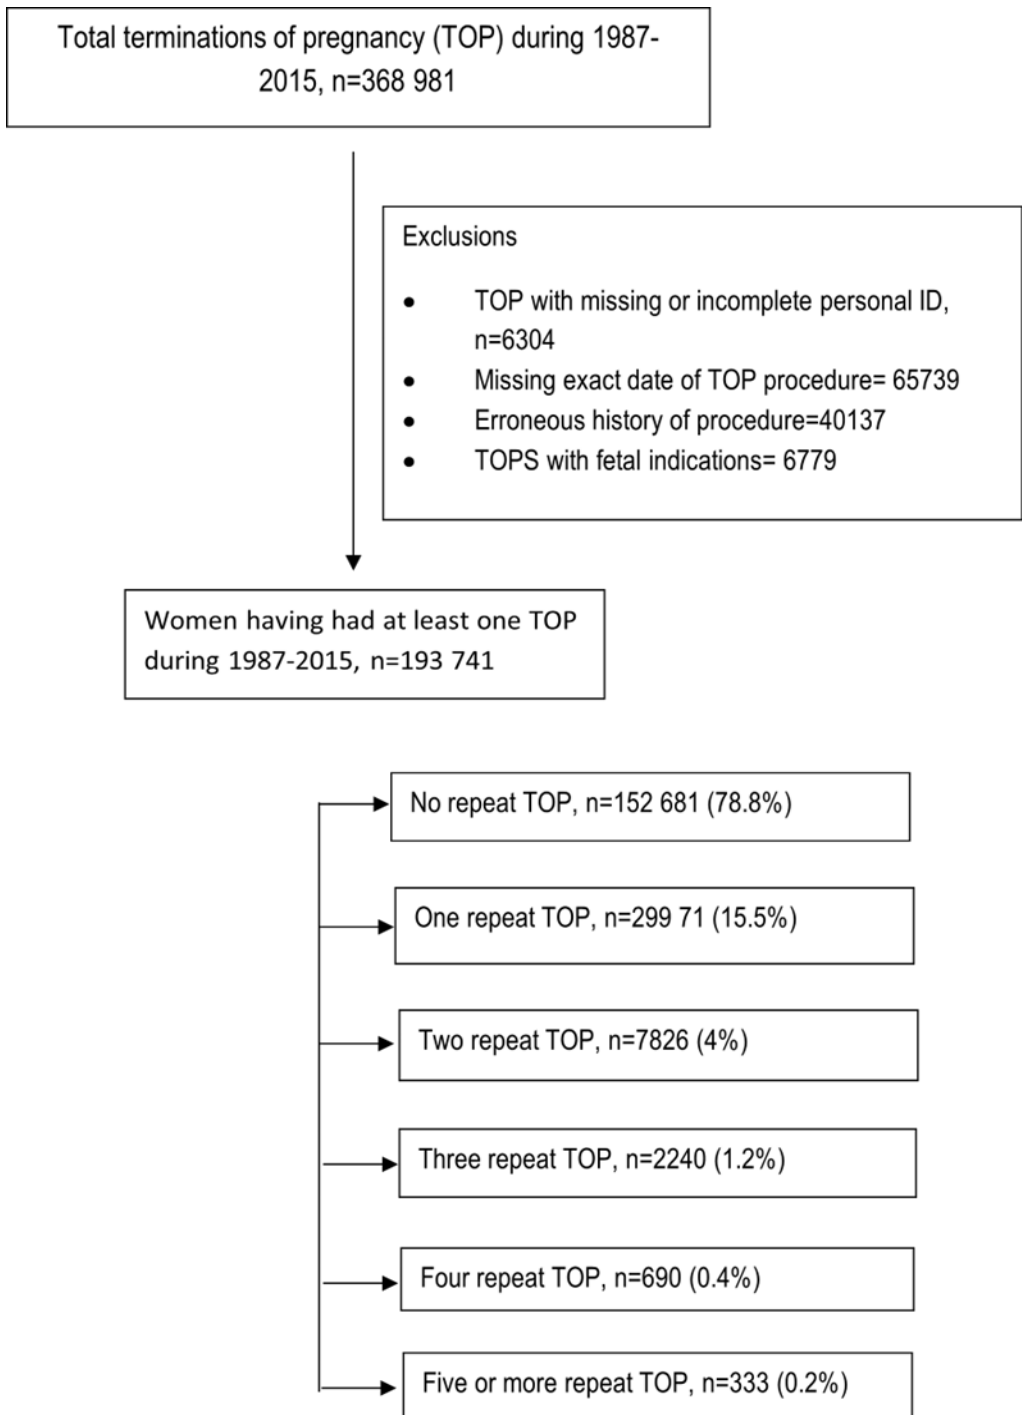 Total terminations of pregnancy (TOP) during 1987-
2015, n=368 981
Exclusions
● TOP with missing or incomplete personal ID,
n=6304
● Missing exact date of TOP procedure= 65739
● Erroneous history of procedure=40137
● TOPS with fetal indications= 6779
Women having had at least one TOP
during 1987-2015, n=193 741
No repeat TOP, n=152 681 (78.8%)
One repeat TOP, n=299 71 (15.5%)
Two repeat TOP, n=7826 (4%)
Three repeat TOP, n=2240 (1.2%)
Four repeat TOP, n=690 (0.4%)
Five or more repeat TOP, n=333 (0.2%)